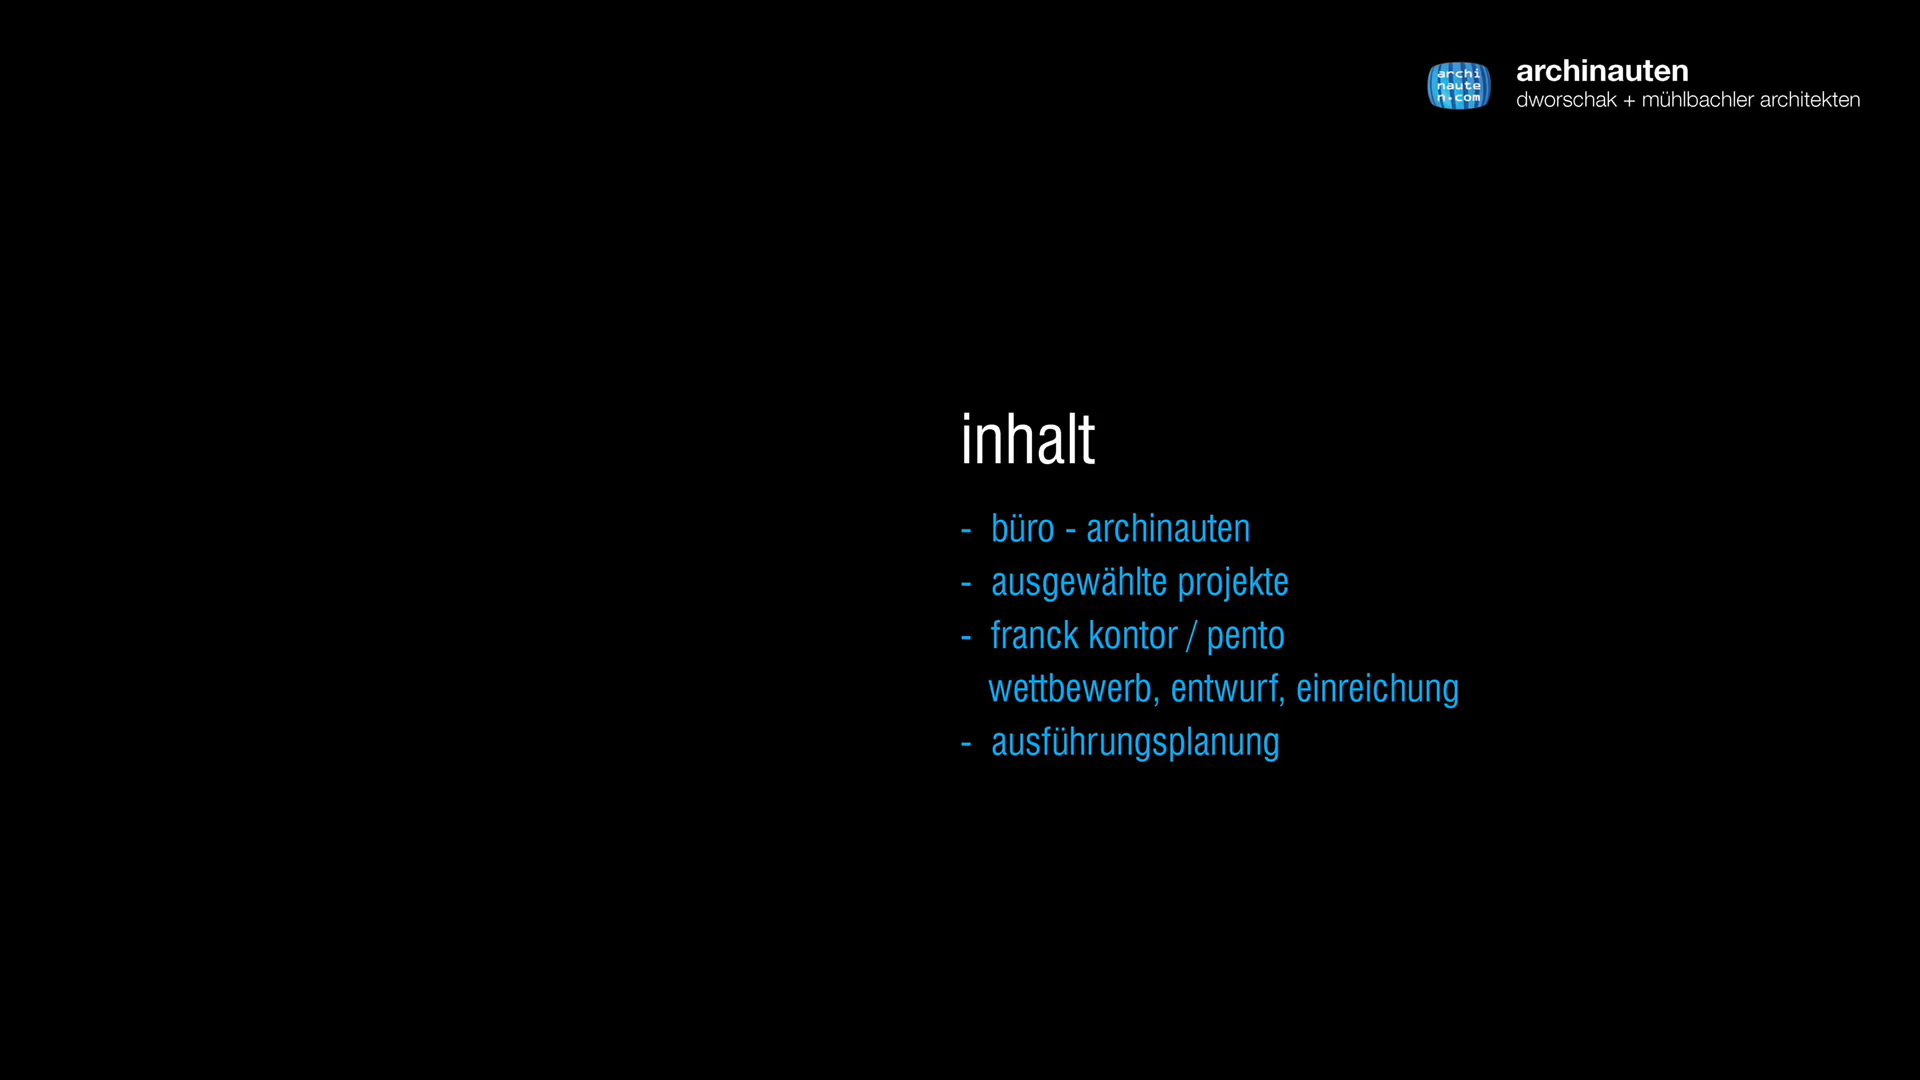 archi
naute
n.com
archinauten
dworschak + mühlbachler architekten
inhalt
- büro - archinauten
- ausgewählte projekte
- franck kontor / pento
wettbewerb, entwurf, einreichung
- ausführungsplanung